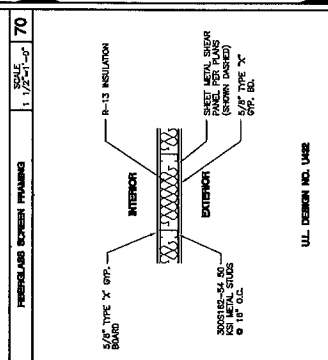 FIBERGLASS SCREEN FRAMING
SCALE
1 1/2"=1'-0"
70
5/8" TYPE "X" GYP.
BOARD
INTERIOR
R-13 INSULATION
300S162-54 50
KSI METAL STUDS
@ 16" O.C.
EXTERIOR
SHEET METAL SHEAR
PANEL PER PLANS
(SHOWN DASHED)
5/8" TYPE "X"
GYP. BD.
U.L. DESIGN NO. U492